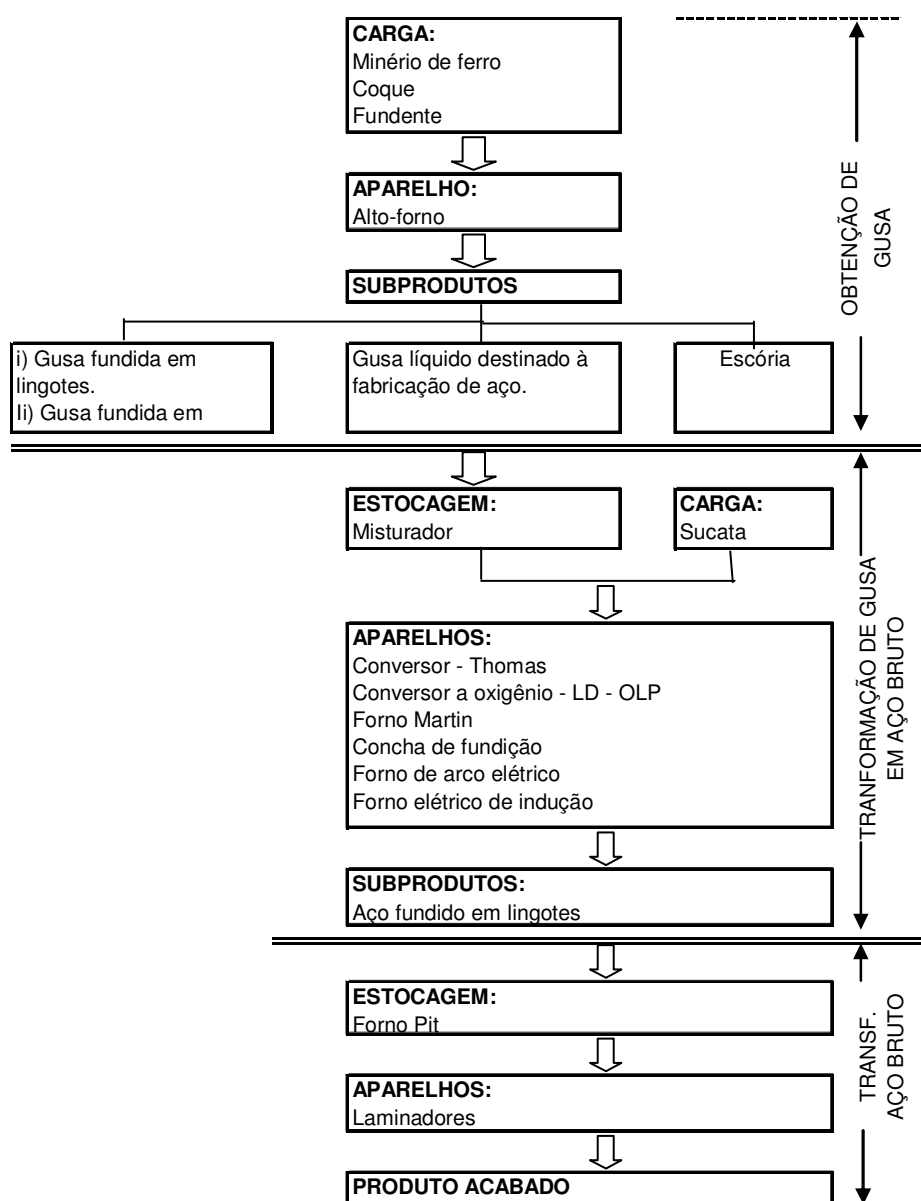 CARGA:
Minério de ferro
Coque
Fundente
APARELHO:
Alto-forno
SUBPRODUTOS
i) Gusa fundida em
lingotes.
Ii) Gusa fundida em
Gusa líquido destinado à
fabricação de aço.
Escória
OBTENÇÃO DE
GUSA
ESTOCAGEM:
Misturador
CARGA:
Sucata
APARELHOS:
Conversor - Thomas
Conversor a oxigênio - LD - OLP
Forno Martin
Concha de fundição
Forno de arco elétrico
Forno elétrico de indução
SUBPRODUTOS:
Aço fundido em lingotes
TRANFORMAÇÃO DE GUSA
EM AÇO BRUTO
ESTOCAGEM:
Forno Pit
APARELHOS:
Laminadores
PRODUTO ACABADO
TRANSF.
AÇO BRUTO